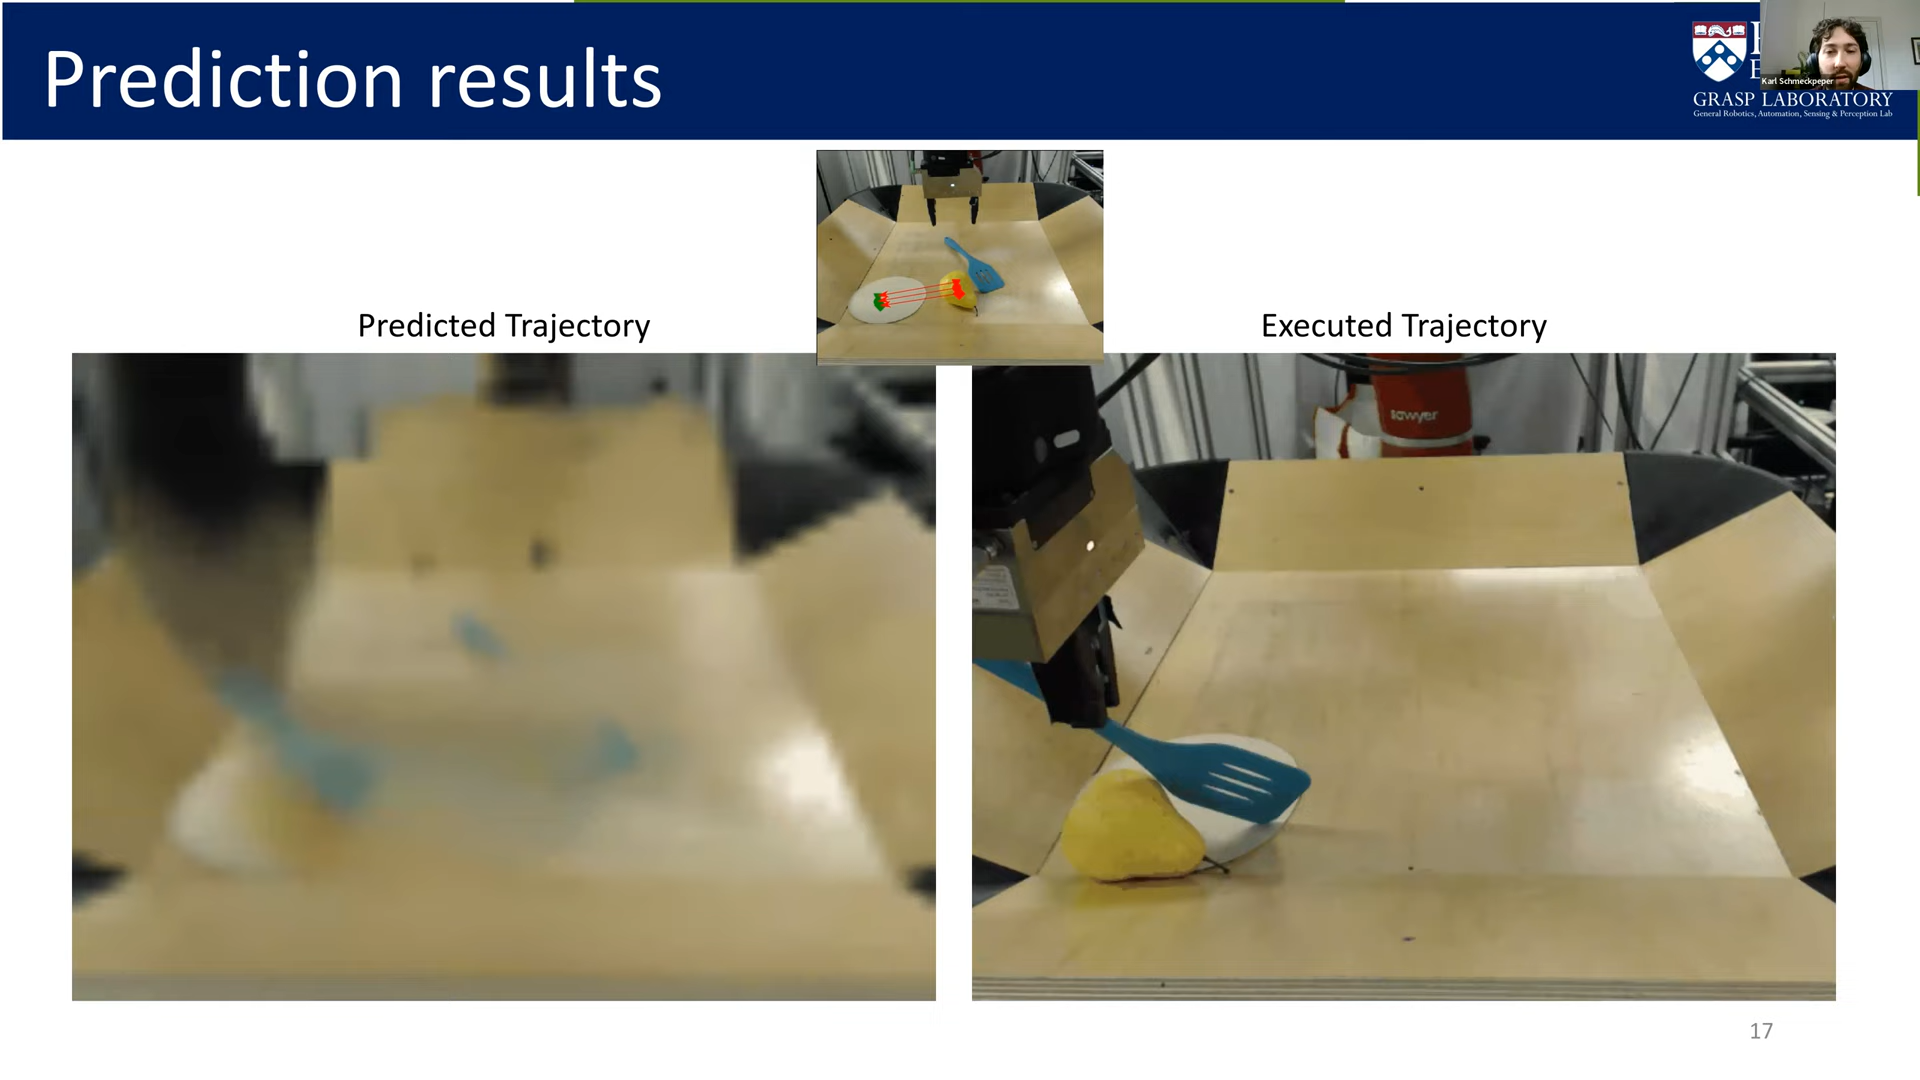 Prediction results
Karl Schmeckpeper
GRASP LABORATORY
General Robotics, Automation, Sensing & Perception Lab
Predicted Trajectory
Executed Trajectory
sawyer
17